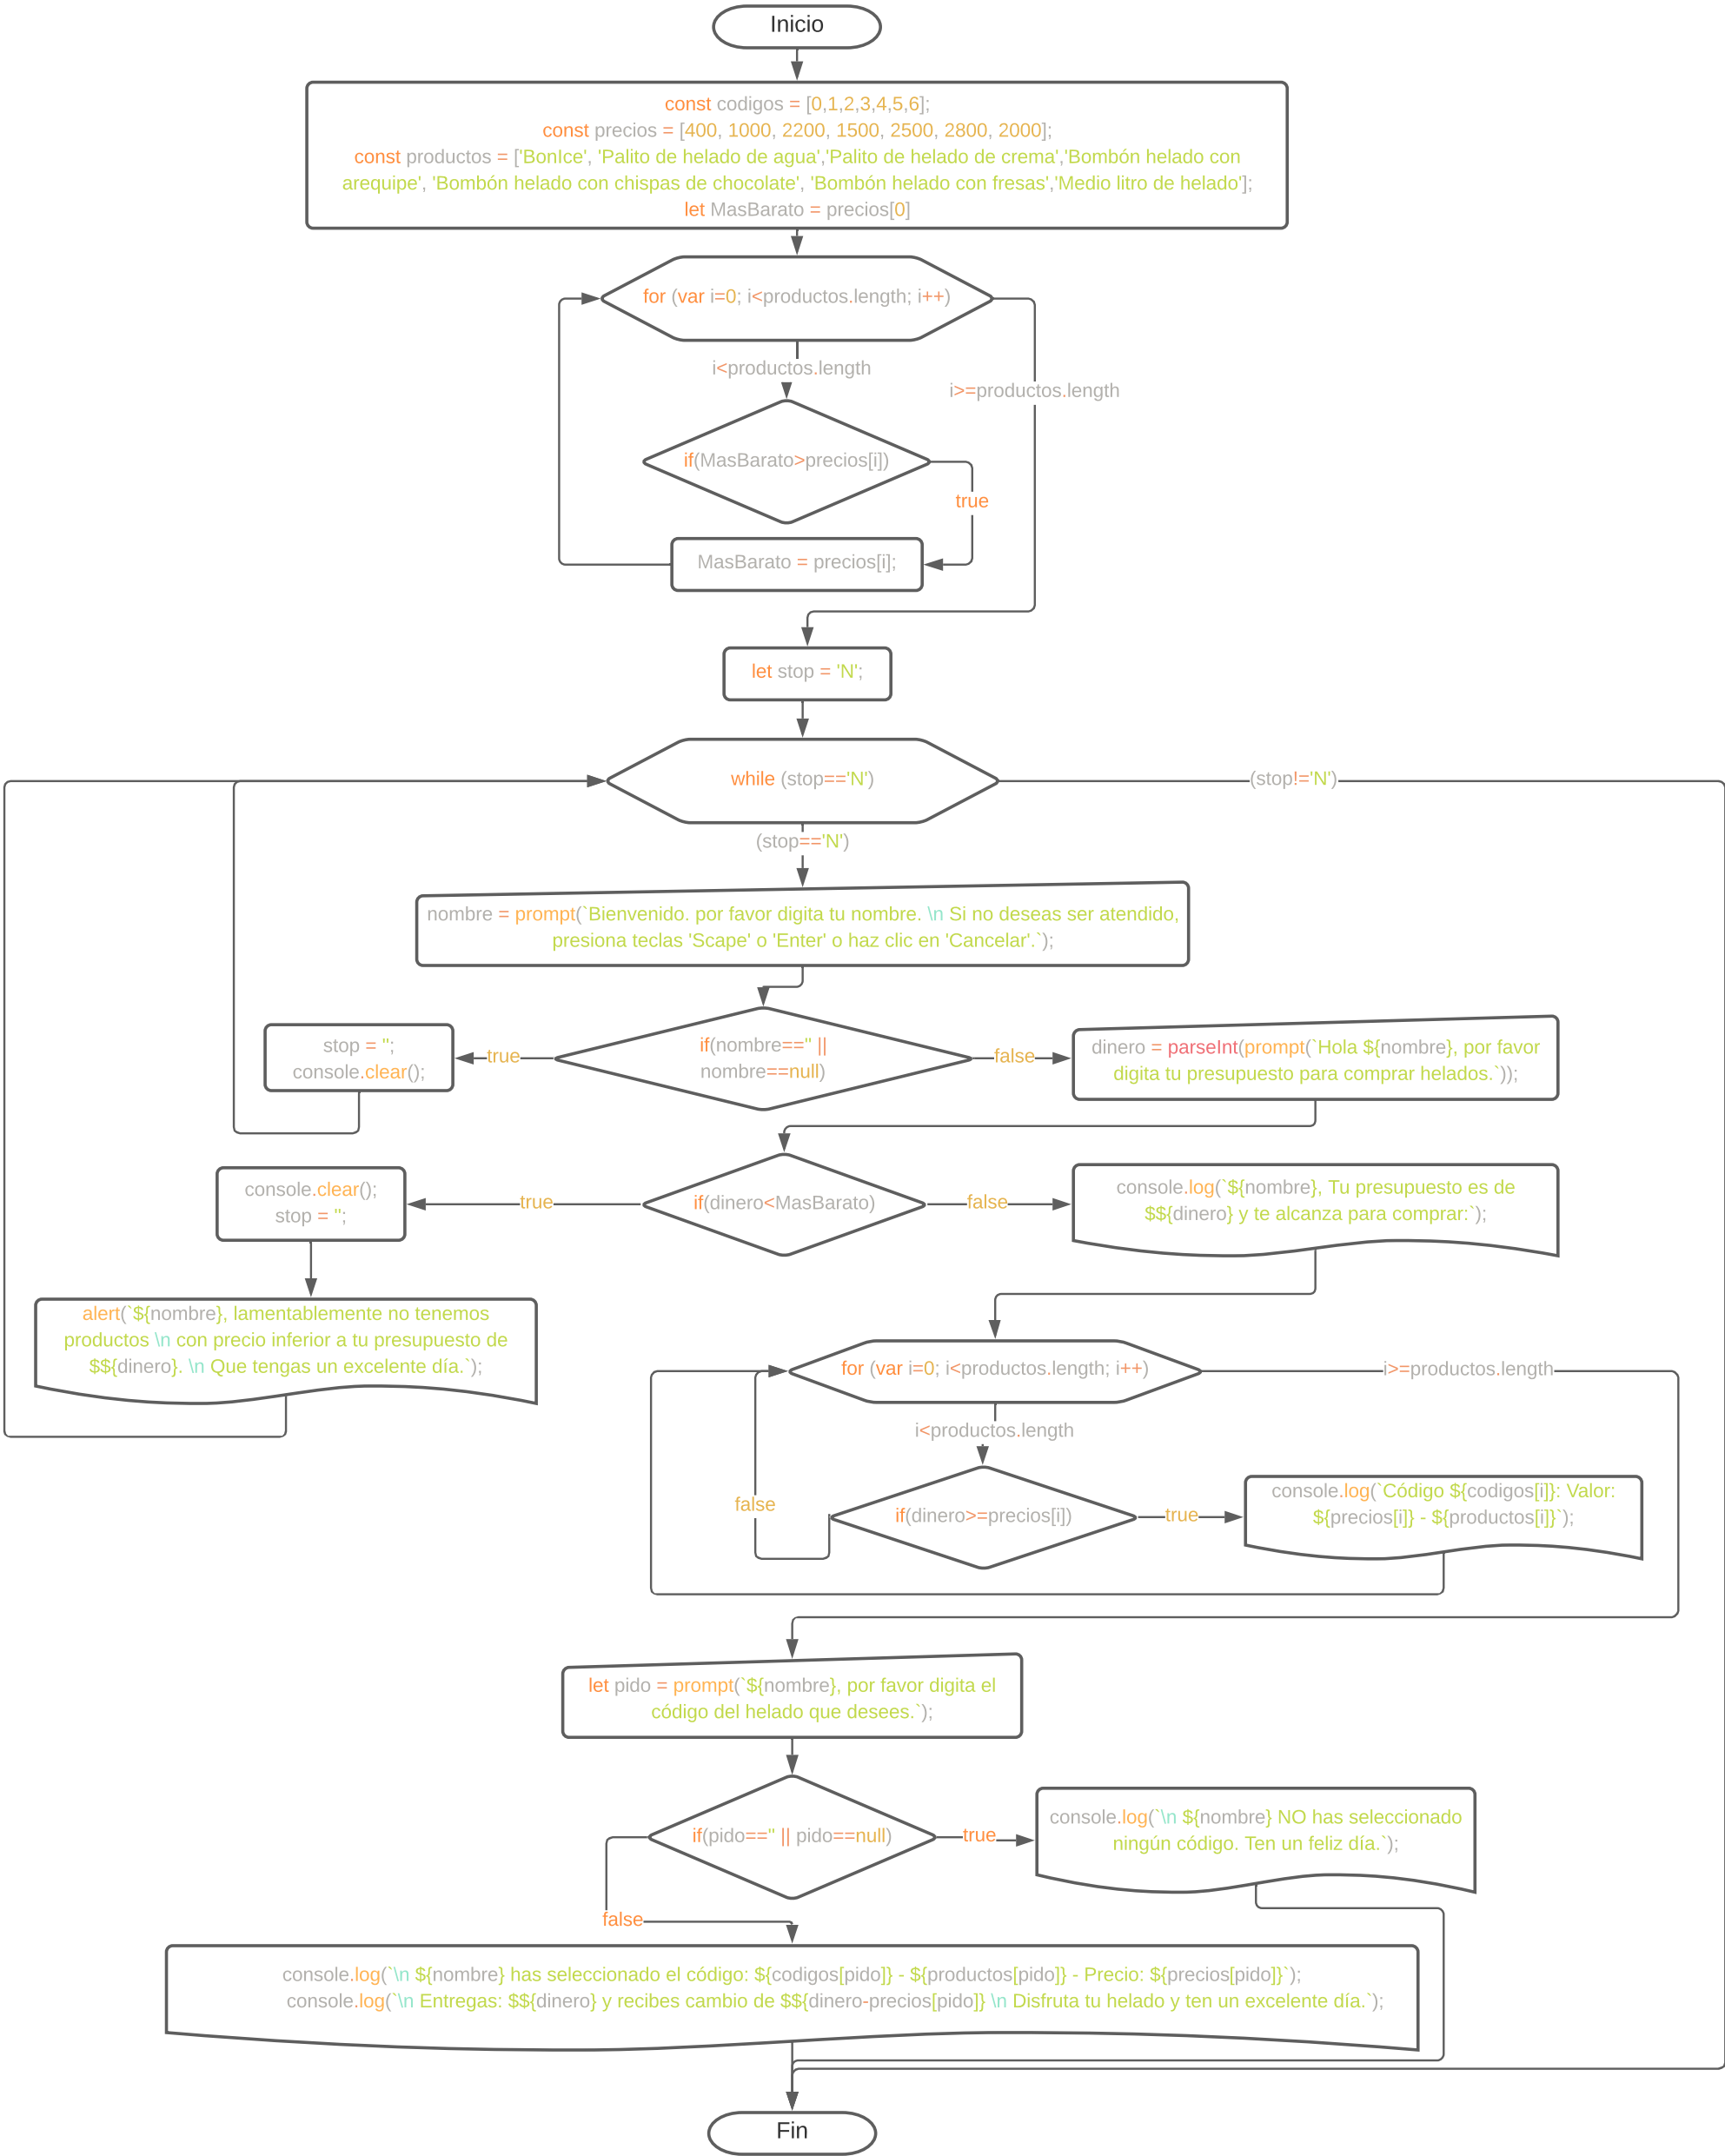 Inicio
const codigos = [0,1,2,3,4,5,6];
const precios = [400, 1000, 2200, 1500, 2500, 2800, 2000];
const productos = ['BonIce', 'Palito de helado de agua','Palito de helado de crema','Bombón helado con
arequipe', 'Bombón helado con chispas de chocolate', 'Bombón helado con fresas','Medio litro de helado'];
let MasBarato = precios[0]
for (var i=0; i<productos.length; i++)
i<productos.length
i>=productos.length
if(MasBarato>precios[i])
true
MasBarato = precios[i];
let stop = 'N';
while (stop=='N')
(stop!='N')
(stop=='N')
nombre = prompt(`Bienvenido. por favor digita tu nombre. \n Si no deseas ser atendido,
presiona teclas 'Scape' o 'Enter' o haz clic en 'Cancelar'.`);
stop = '';
console.clear();
true
if(nombre=='' ||
nombre==null)
false
dinero = parseInt(prompt(`Hola ${nombre}, por favor
digita tu presupuesto para comprar helados.`));
console.clear();
stop = '';
true
if(dinero<MasBarato)
false
console.log(`${nombre}, Tu presupuesto es de
$${dinero} y te alcanza para comprar:`);
alert(`${nombre}, lamentablemente no tenemos
productos \n con precio inferior a tu presupuesto de
$${dinero}. \n Que tengas un excelente día.`);
for (var i=0; i<productos.length; i++)
i>=productos.length
i<productos.length
false
if(dinero>=precios[i])
true
console.log(`Código ${codigos[i]}: Valor:
${precios[i]} - ${productos[i]}`);
let pido = prompt(`${nombre}, por favor digita el
código del helado que desees.`);
if(pido=='' || pido==null)
true
console.log(`\n ${nombre} NO has seleccionado
ningún código. Ten un feliz día.`);
false
console.log(`\n ${nombre} has seleccionado el código: ${codigos[pido]} - ${productos[pido]} - Precio: ${precios[pido]}`);
console.log(`\n Entregas: $${dinero} y recibes cambio de $${dinero-precios[pido]} \n Disfruta tu helado y ten un excelente día.`);
Fin